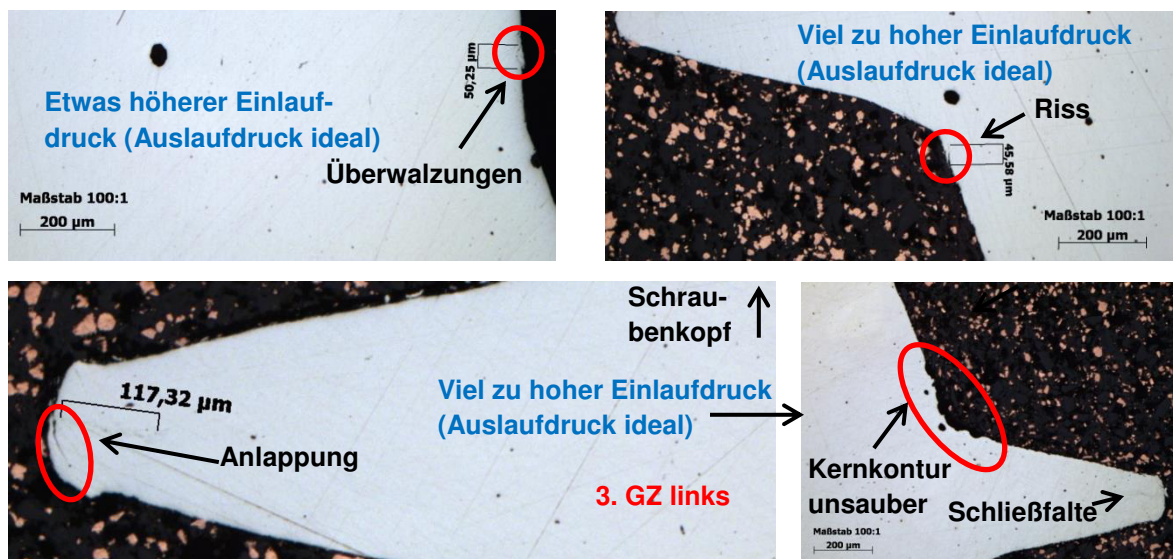 50,25 µm
Etwas höherer Einlauf-
druck (Auslaufdruck ideal)
Überwalzungen
Maßstab 100:1
200 µm
Viel zu hoher Einlaufdruck
(Auslaufdruck ideal)
Riss
45,58 µm
Maßstab 100:1
200 µm
Schrau-
benkopf
117,32 µm
Viel zu hoher Einlaufdruck
(Auslaufdruck ideal)
Anlappung
3. GZ links
Kernkontur
unsauber
Schließfalte
Maßstab 100:1
200 µm